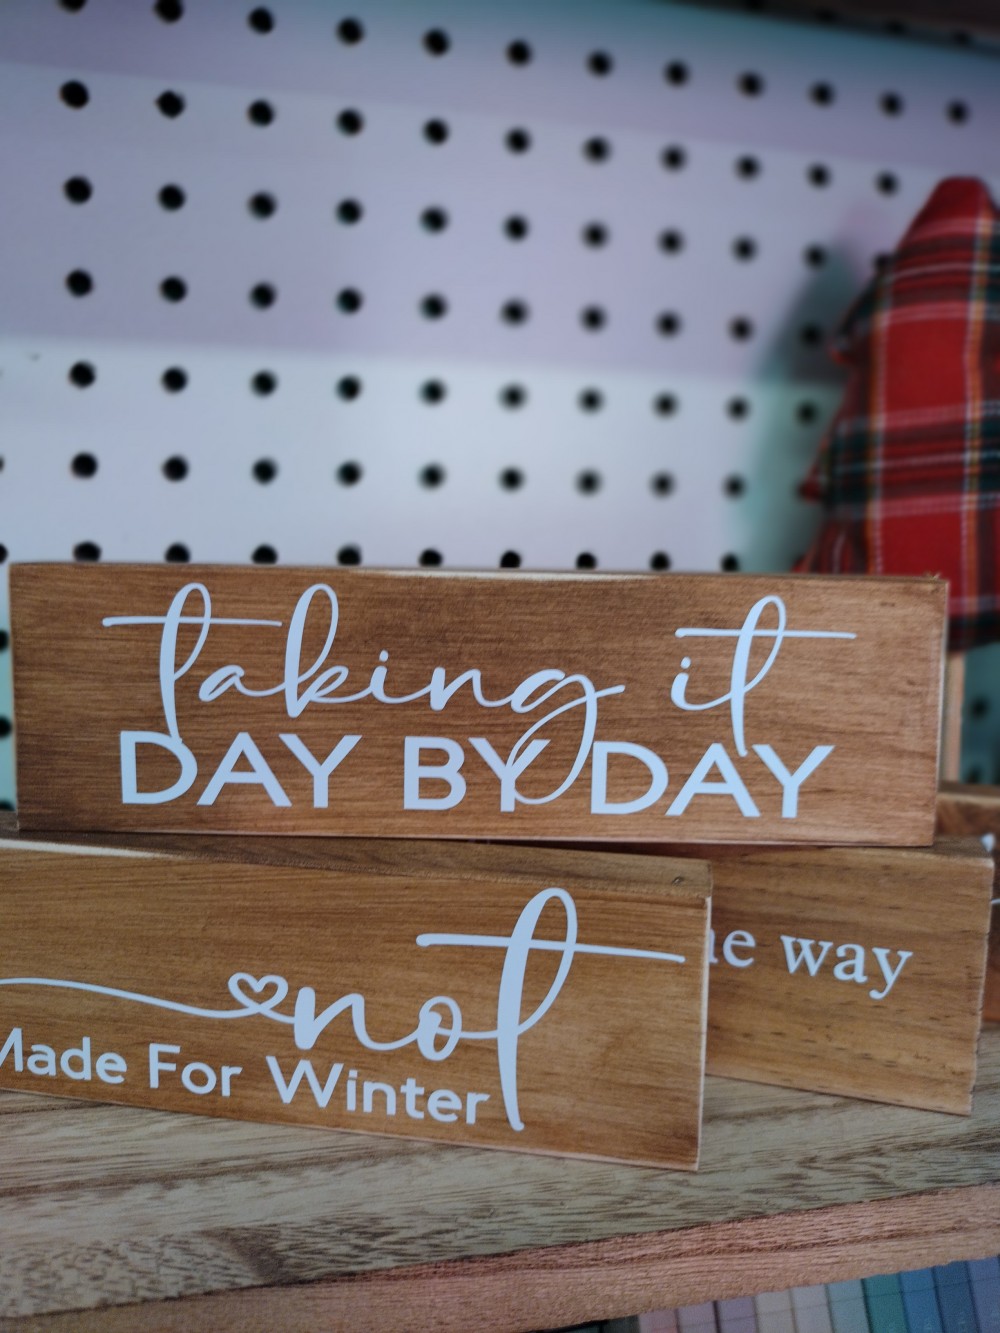 taking it
DAY BY DAY
not
Made For Winter
way